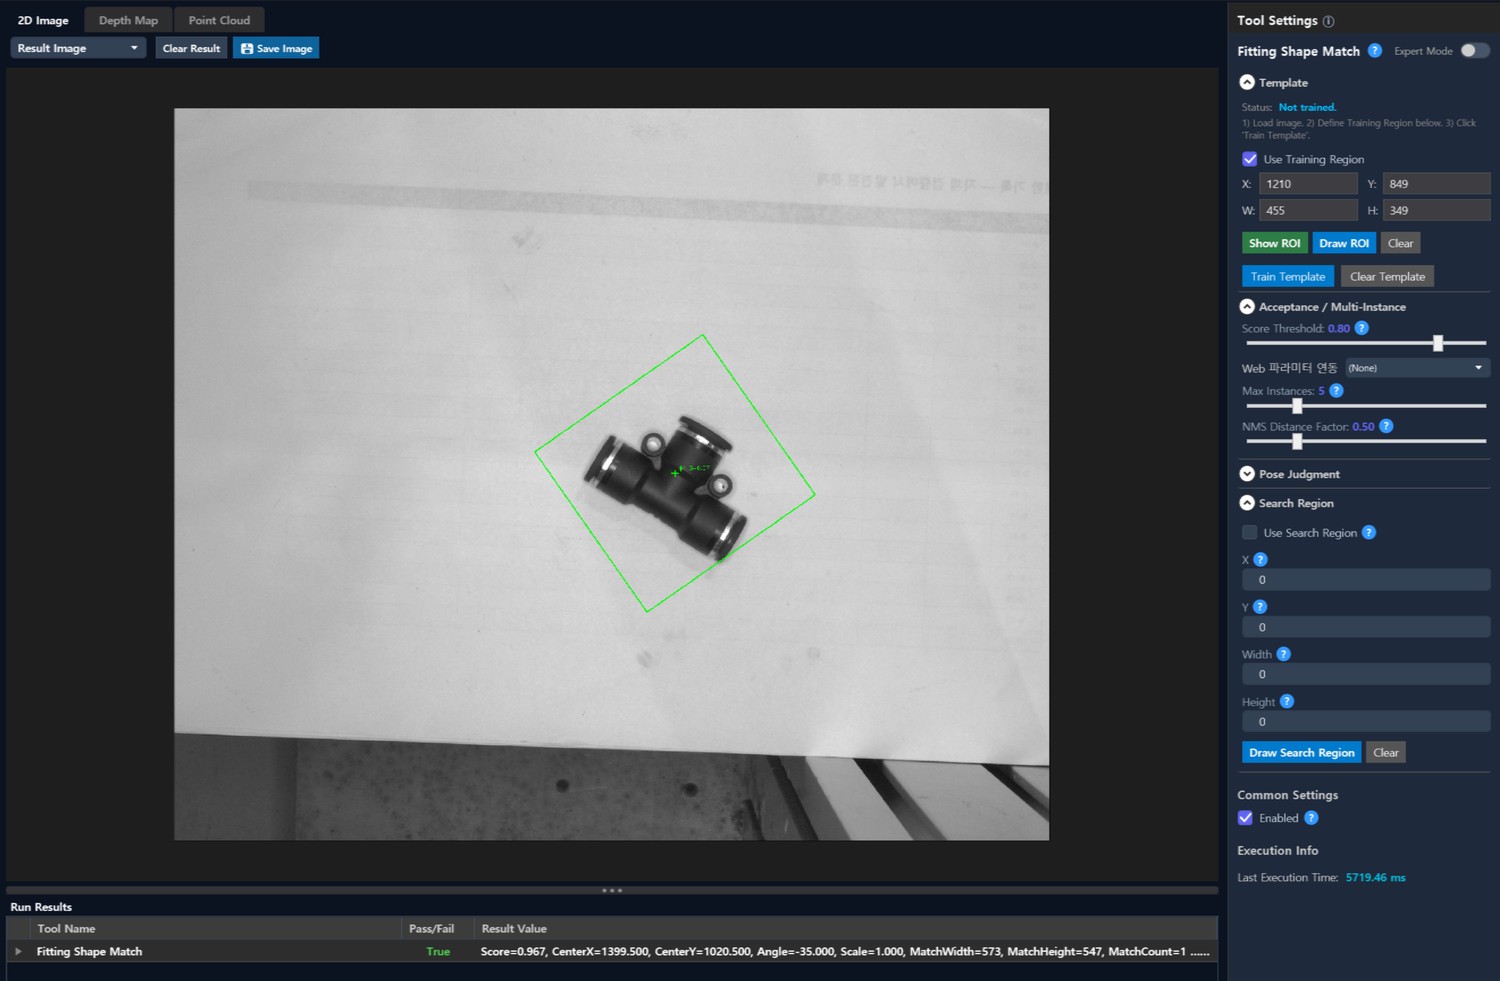 2D Image
Depth Map
Point Cloud
Result Image
Clear Result
Save Image
Tool Settings
Fitting Shape Match ?
Expert Mode
Template
Status: Not trained.
1) Load image. 2) Define Training Region below. 3) Click
'Train Template'.
Use Training Region
X: 1210 Y: 849
W: 455 H: 349
Show ROI Draw ROI Clear
Train Template Clear Template
Acceptance / Multi-Instance
Score Threshold: 0.80 ?
Web 파라미터 연동 (None)
Max Instances: 5 ?
NMS Distance Factor: 0.50 ?
Pose Judgment
Search Region
Use Search Region ?
X ?
0
Y ?
0
Width ?
0
Height ?
0
Draw Search Region Clear
Common Settings
Enabled ?
Execution Info
Last Execution Time: 5719.46 ms
Run Results
Tool Name Pass/Fail Result Value
Fitting Shape Match True Score=0.967, CenterX=1399.500, CenterY=1020.500, Angle=-35.000, Scale=1.000, MatchWidth=573, MatchHeight=547, MatchCount=1 ......